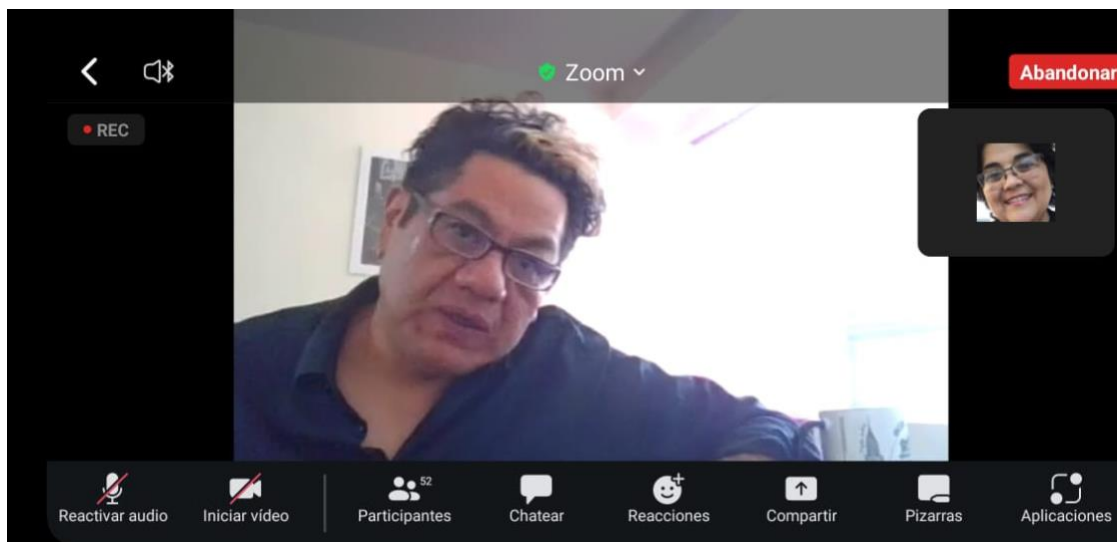 Zoom
Abandonar
REC
52
Reactivar audio
Iniciar vídeo
Participantes
Chatear
Reacciones
Compartir
Pizarras
Aplicaciones